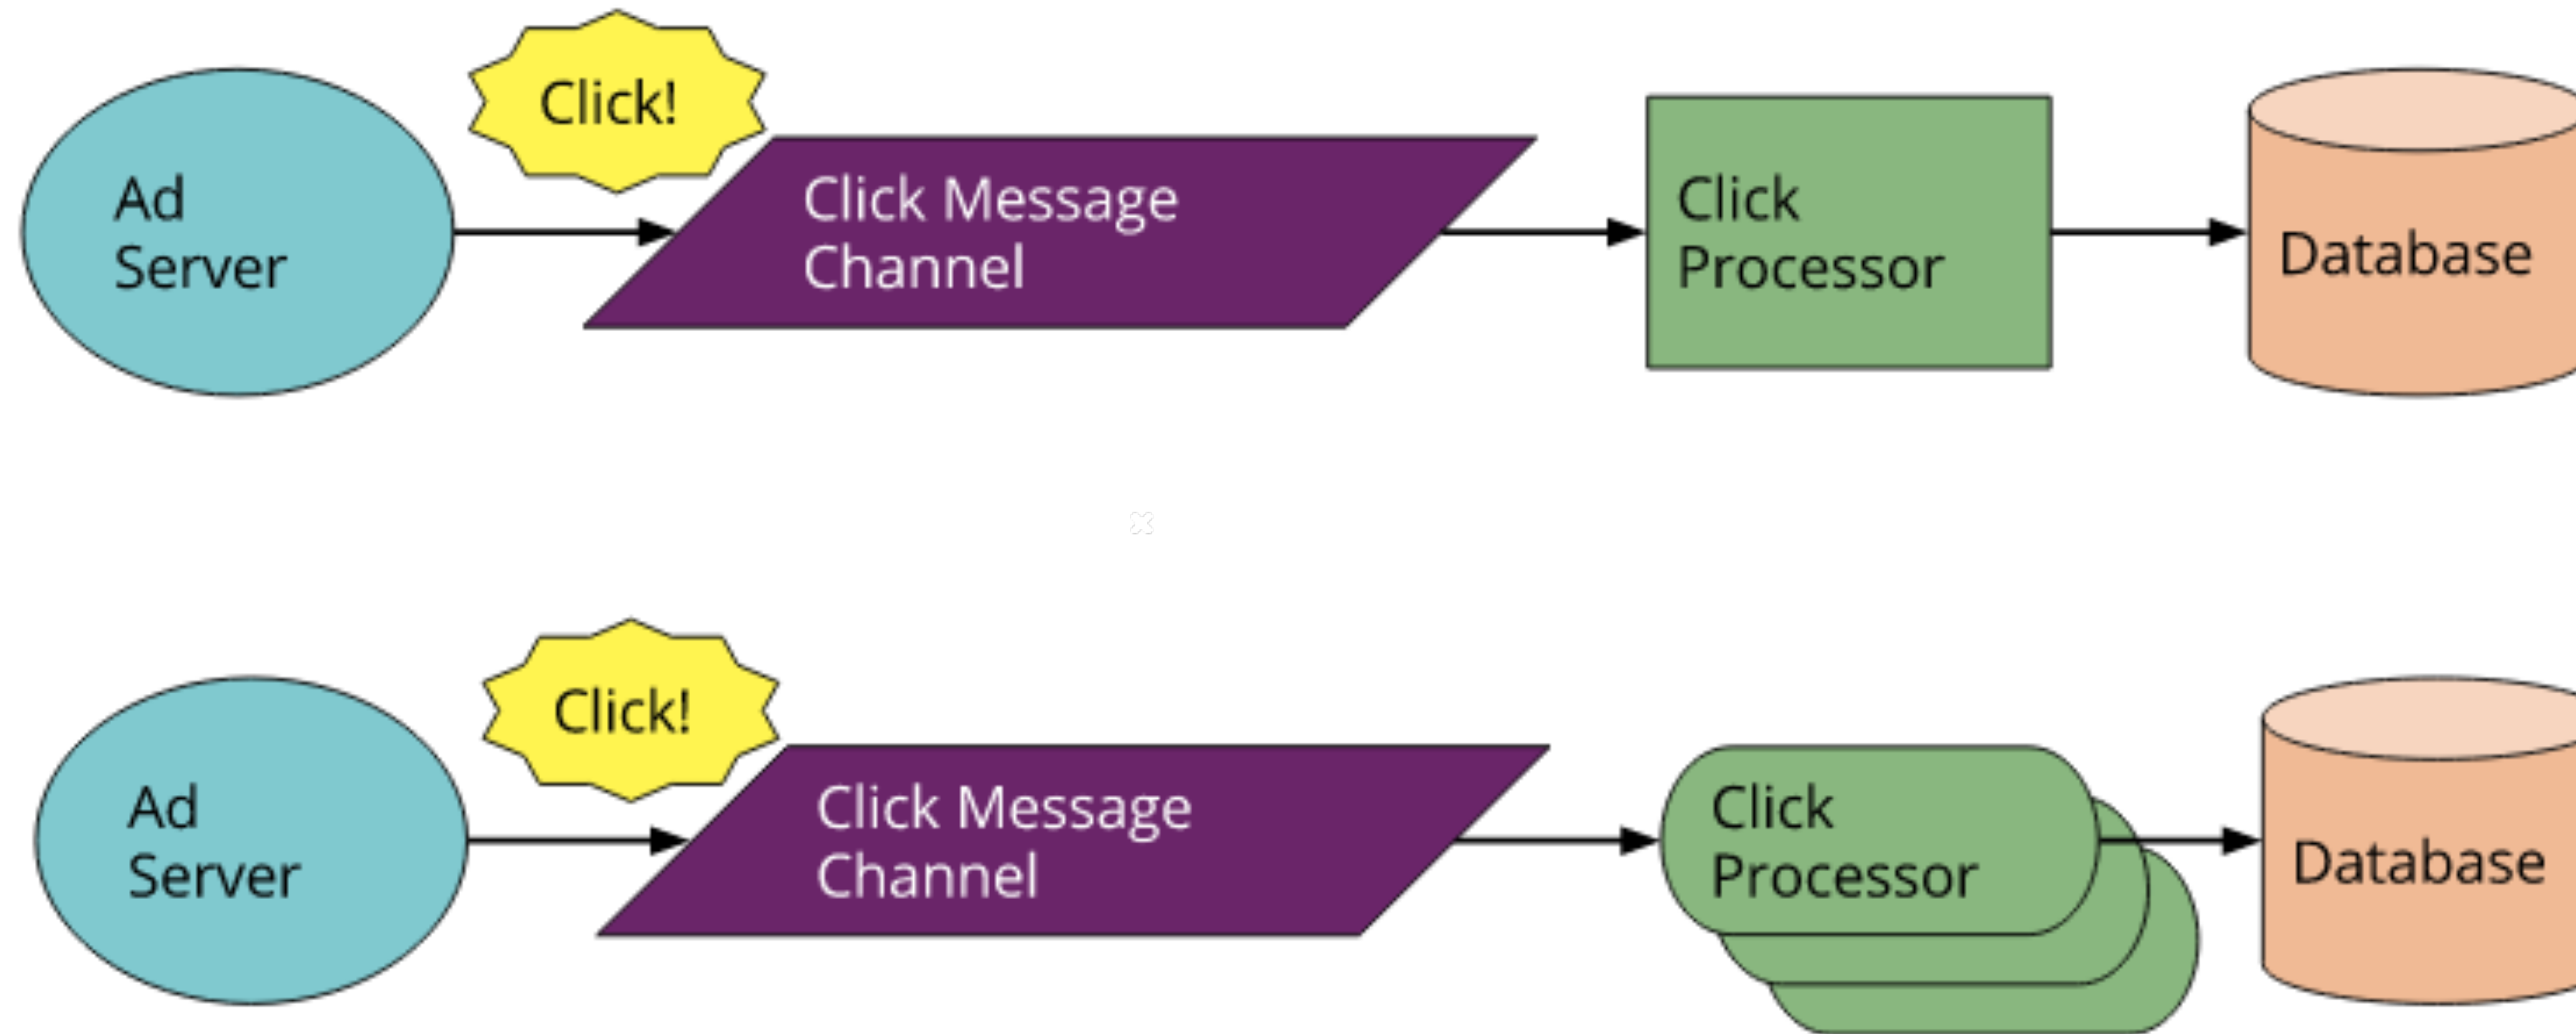 Click!
Ad
Server
Click Message
Channel
Click
Processor
Database
Click!
Ad
Server
Click Message
Channel
Click
Processor
Database